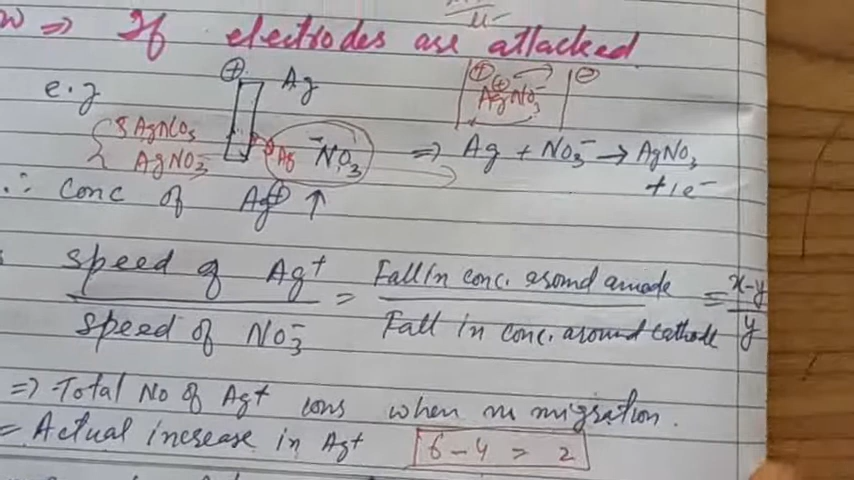 ⇒ If electrodes are attacked
e.g
⊕ Ag
⊕ ⊖
⊕
AgNO3-
AgNO3
Ag -NO3 ⇒ Ag + NO3- → AgNO3
+1e-
∴ Conc of Ag⊕ ↑
speed of Ag+ / speed of NO3- = Fall in conc. around anode / Fall in conc. around cathode = x-y / y
⇒ Total No of Ag+ ions when no migration.
= Actual increase in Ag+ 6-4 = 2